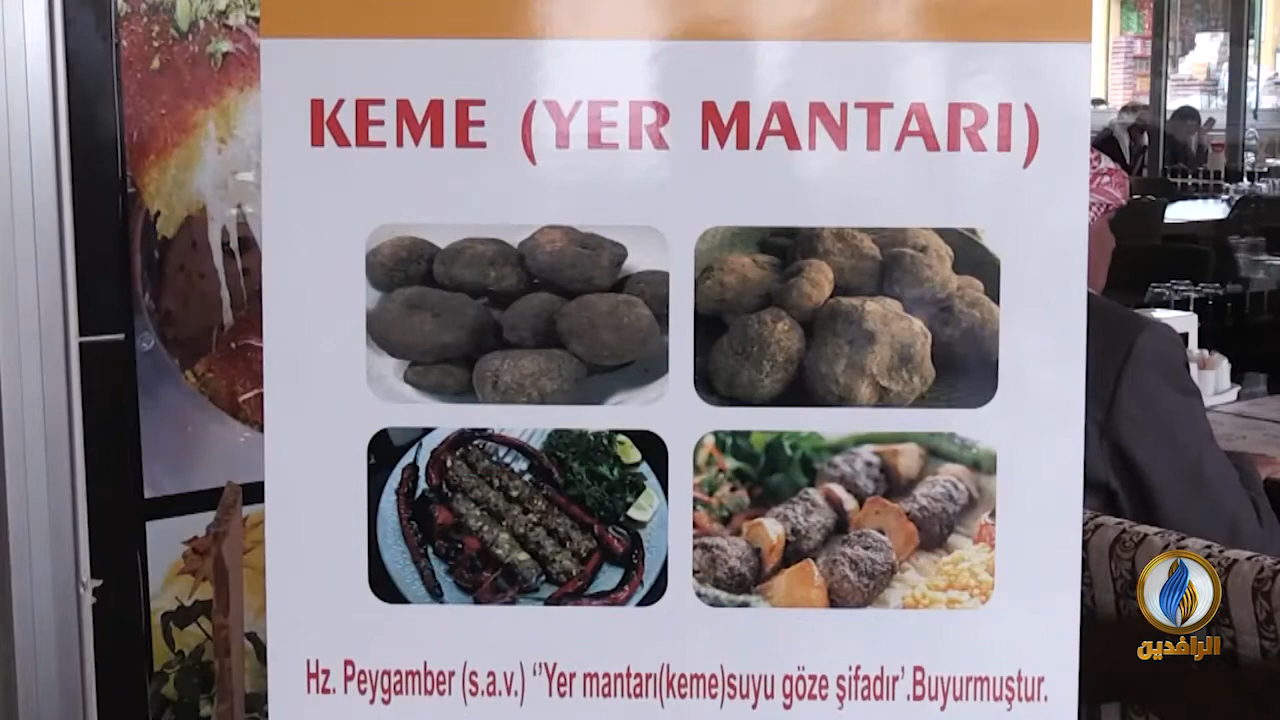 KEME (YER MANTARI)
Hz. Peygamber (s.a.v.) ‘’Yer mantarı(keme)suyu göze şifadır’.Buyurmuştur.
الرافدين